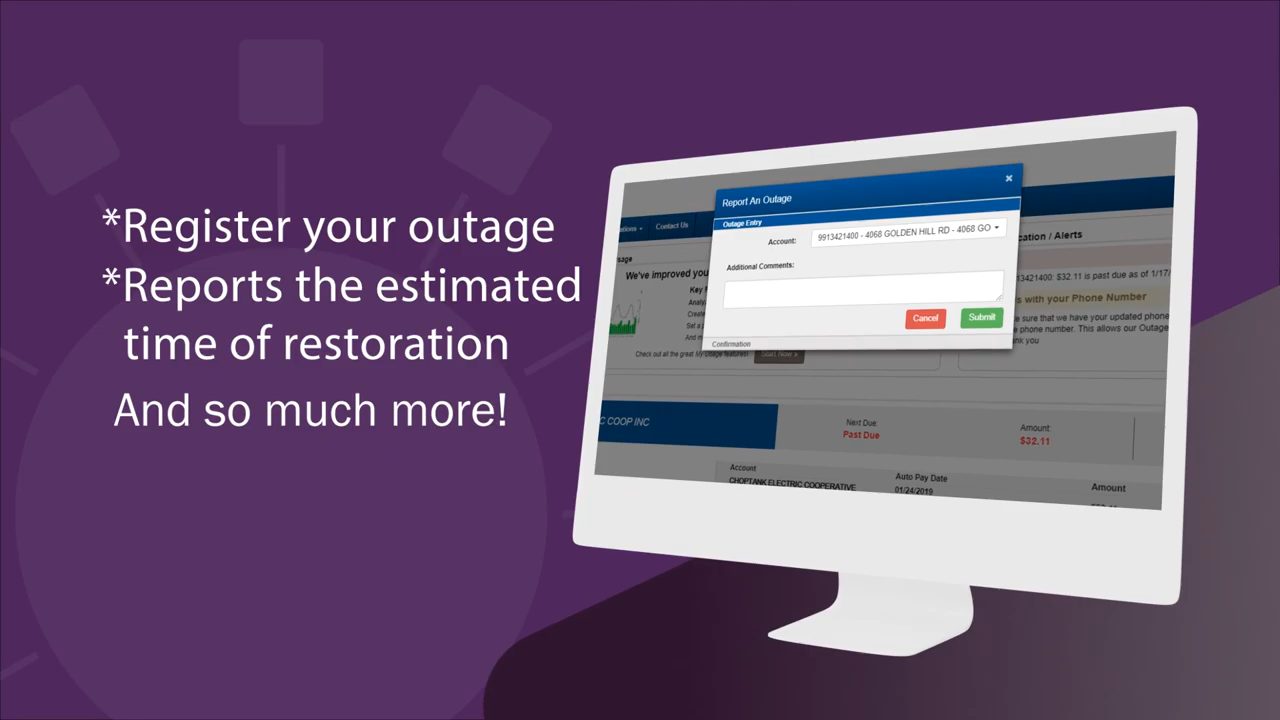 *Register your outage
*Reports the estimated
time of restoration
And so much more!
Report An Outage
Outage Entry
Account: 9913421400 - 4068 GOLDEN HILL RD - 4068 GO
Additional Comments:
Cancel Submit
Confirmation
Contact Us
We've improved you
Check out all the great My Usage features! Start Now »
cation / Alerts
13421400: $32.11 is past due as of 1/17/
s with your Phone Number
sure that we have your updated phone
phone number. This allows our Outage
nk you
C COOP INC
Next Due: Amount:
Past Due $32.11
Account Auto Pay Date Amount
CHOPTANK ELECTRIC COOPERATIVE 01/24/2019